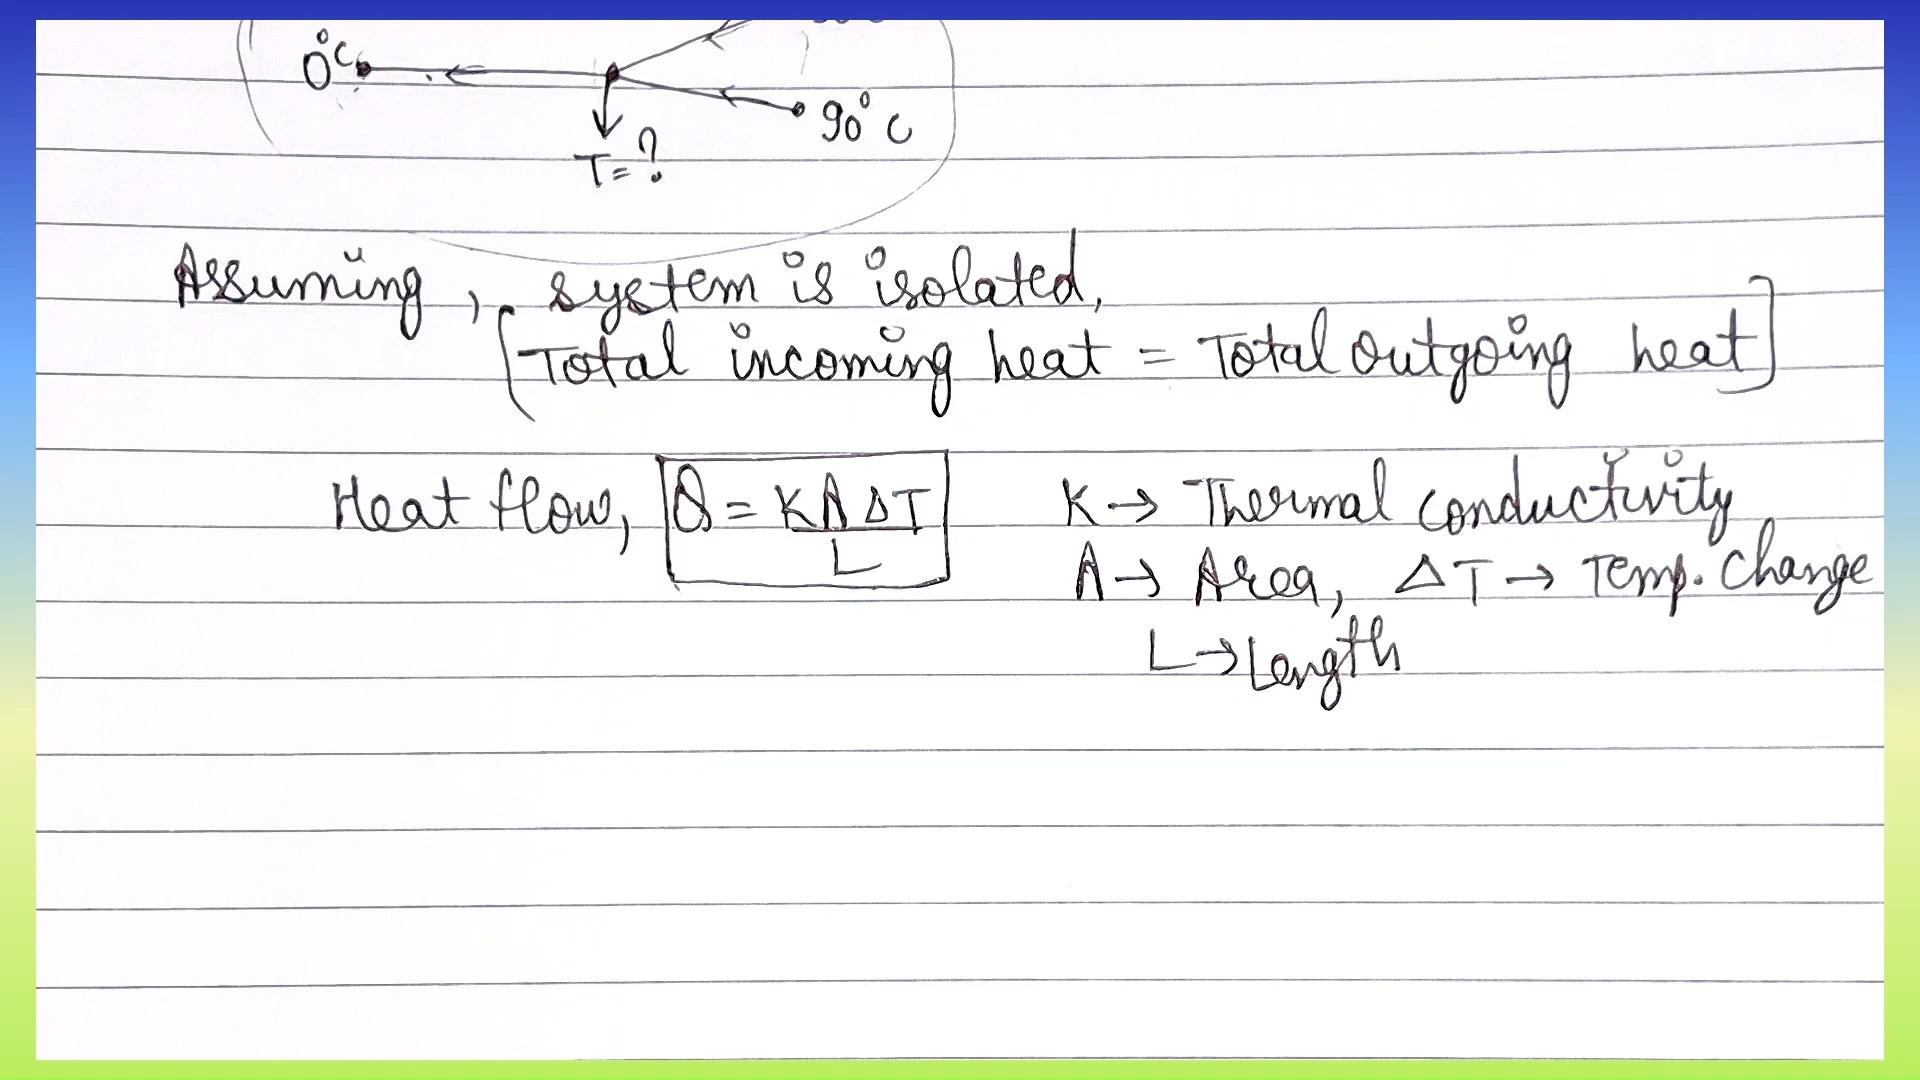 0°C
90°C
T=?
Assuming, system is isolated,
[Total incoming heat = Total outgoing heat]
Heat flow, Q = KAΔT/L K → Thermal conductivity
A → Area, ΔT → Temp. change
L → Length